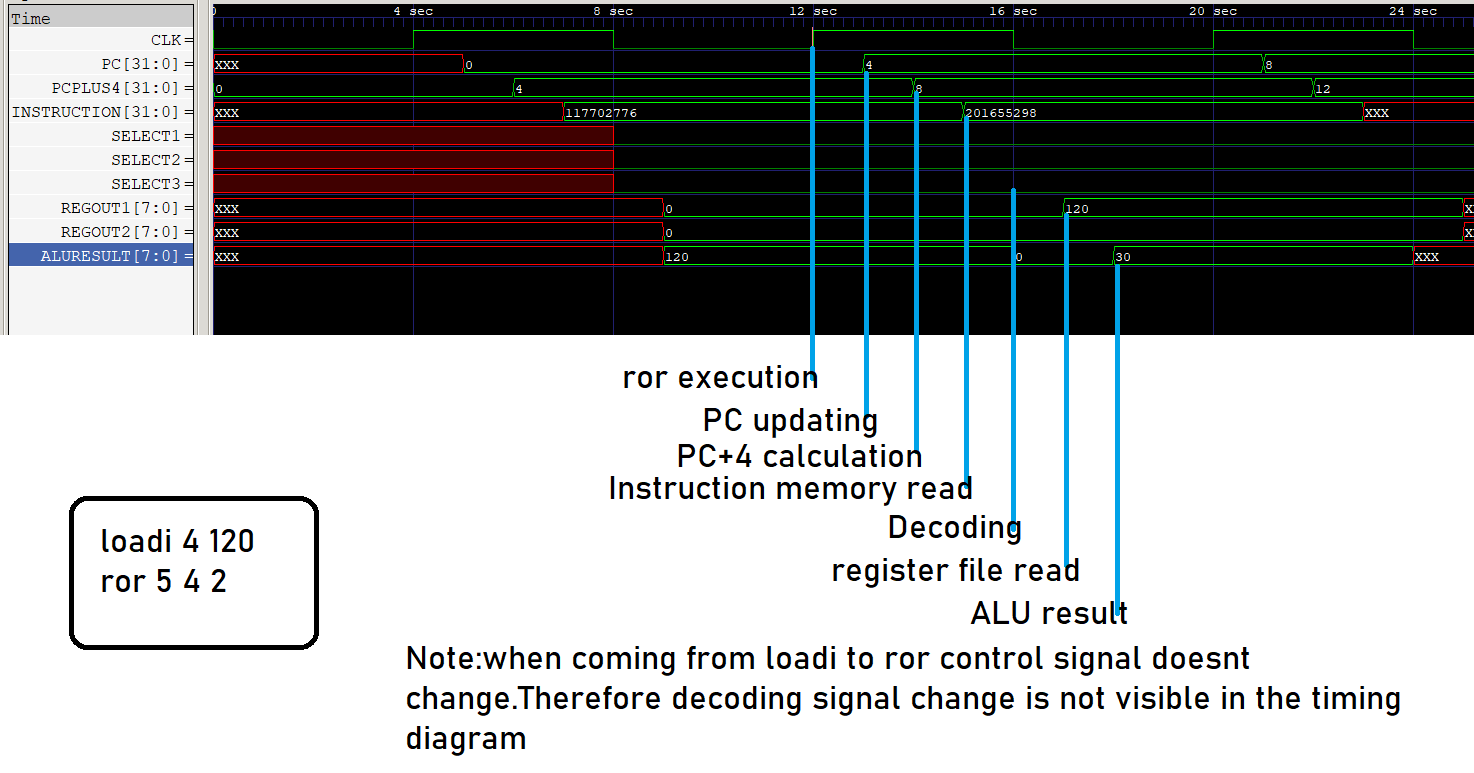 Time
0 4 sec 8 sec 12 sec 16 sec 20 sec 24 sec
CLK=
PC[31:0]= XXX 0 4 8
PCPLUS4[31:0]= 0 4 8 12
INSTRUCTION[31:0]= XXX 117702776 201655298 XXX
SELECT1=
SELECT2=
SELECT3=
REGOUT1[7:0]= XXX 0 120
REGOUT2[7:0]= XXX 0
ALURESULT[7:0]= XXX 120 0 30 XXX
ror execution
PC updating
PC+4 calculation
Instruction memory read
Decoding
register file read
ALU result
loadi 4 120
ror 5 4 2
Note:when coming from loadi to ror control signal doesnt
change.Therefore decoding signal change is not visible in the timing
diagram